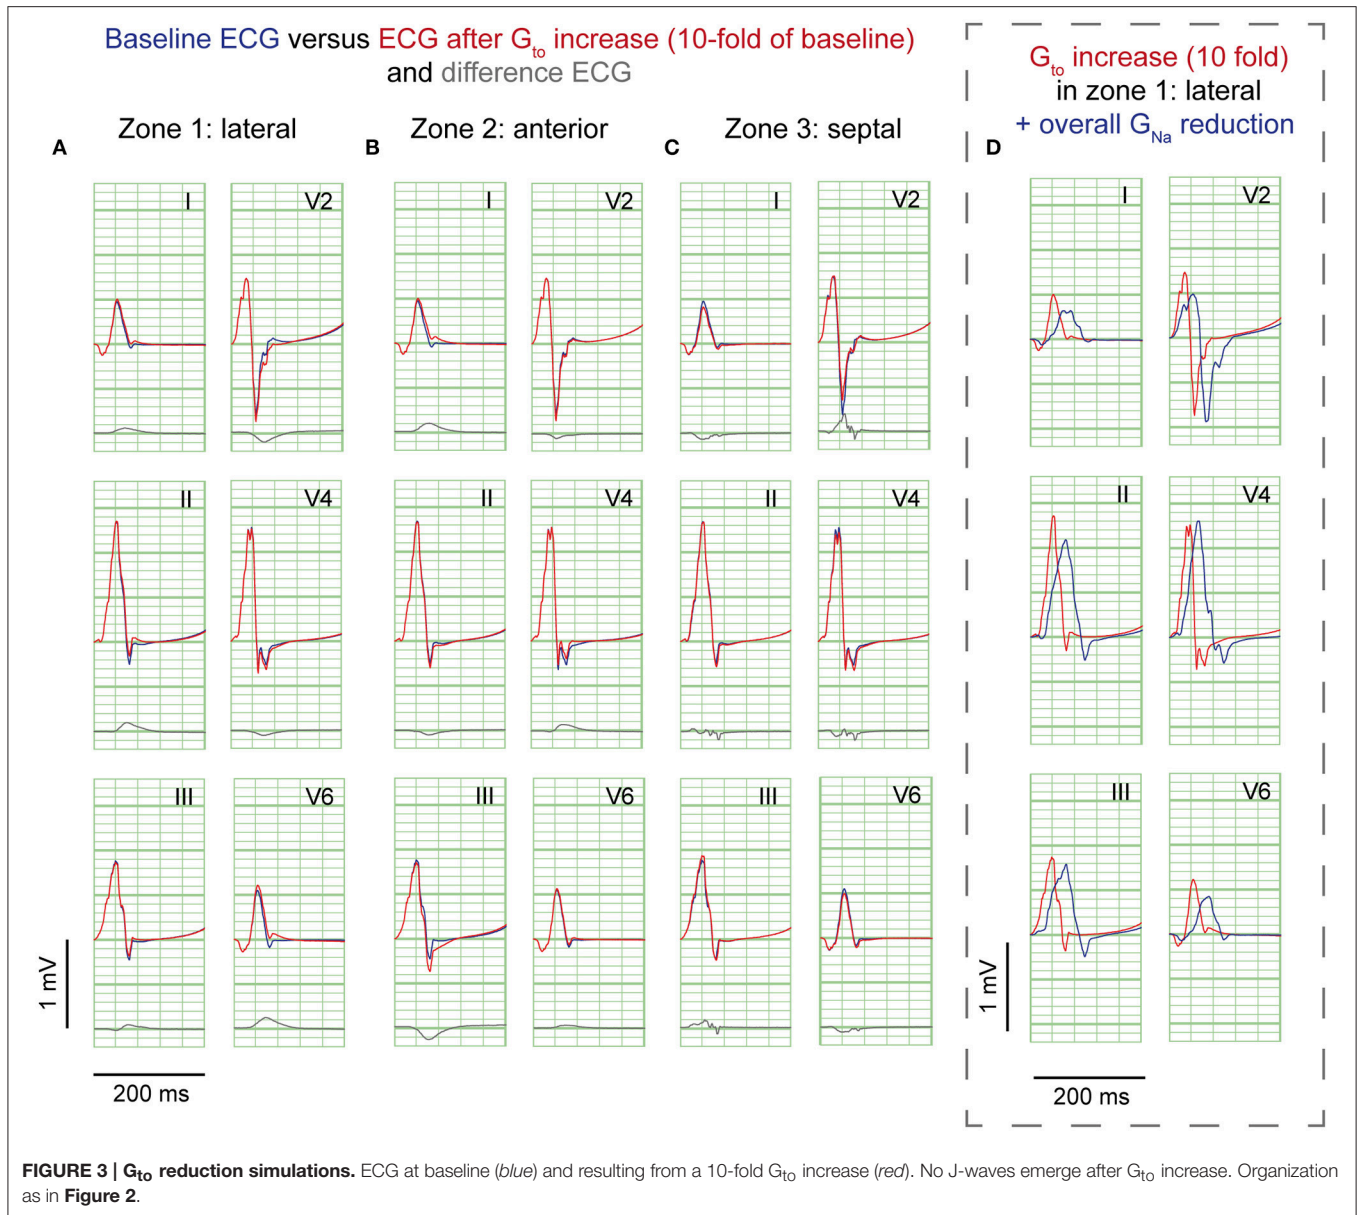 Baseline ECG versus ECG after Gto increase (10-fold of baseline)
and difference ECG
A
Zone 1: lateral
B
Zone 2: anterior
C
Zone 3: septal
Gto increase (10 fold)
in zone 1: lateral
+ overall GNa reduction
D
I
V2
I
V2
I
V2
I
V2
II
V4
II
V4
II
V4
II
V4
III
V6
III
V6
III
V6
III
V6
1 mV
200 ms
1 mV
200 ms
FIGURE 3 | Gto reduction simulations. ECG at baseline (blue) and resulting from a 10-fold Gto increase (red). No J-waves emerge after Gto increase. Organization
as in Figure 2.